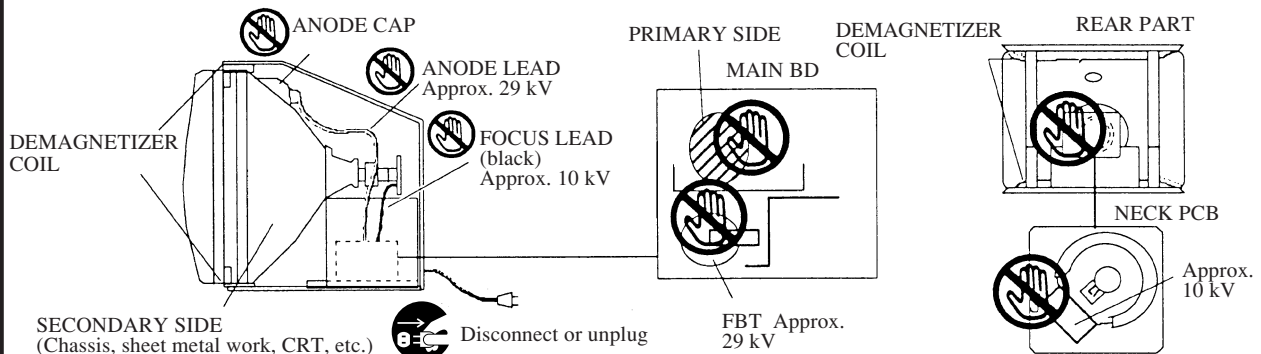 ANODE CAP
ANODE LEAD
Approx. 29 kV
FOCUS LEAD
(black)
Approx. 10 kV
DEMAGNETIZER
COIL
SECONDARY SIDE
(Chassis, sheet metal work, CRT, etc.)
Disconnect or unplug
PRIMARY SIDE
MAIN BD
FBT Approx.
29 kV
DEMAGNETIZER
COIL
REAR PART
NECK PCB
Approx.
10 kV